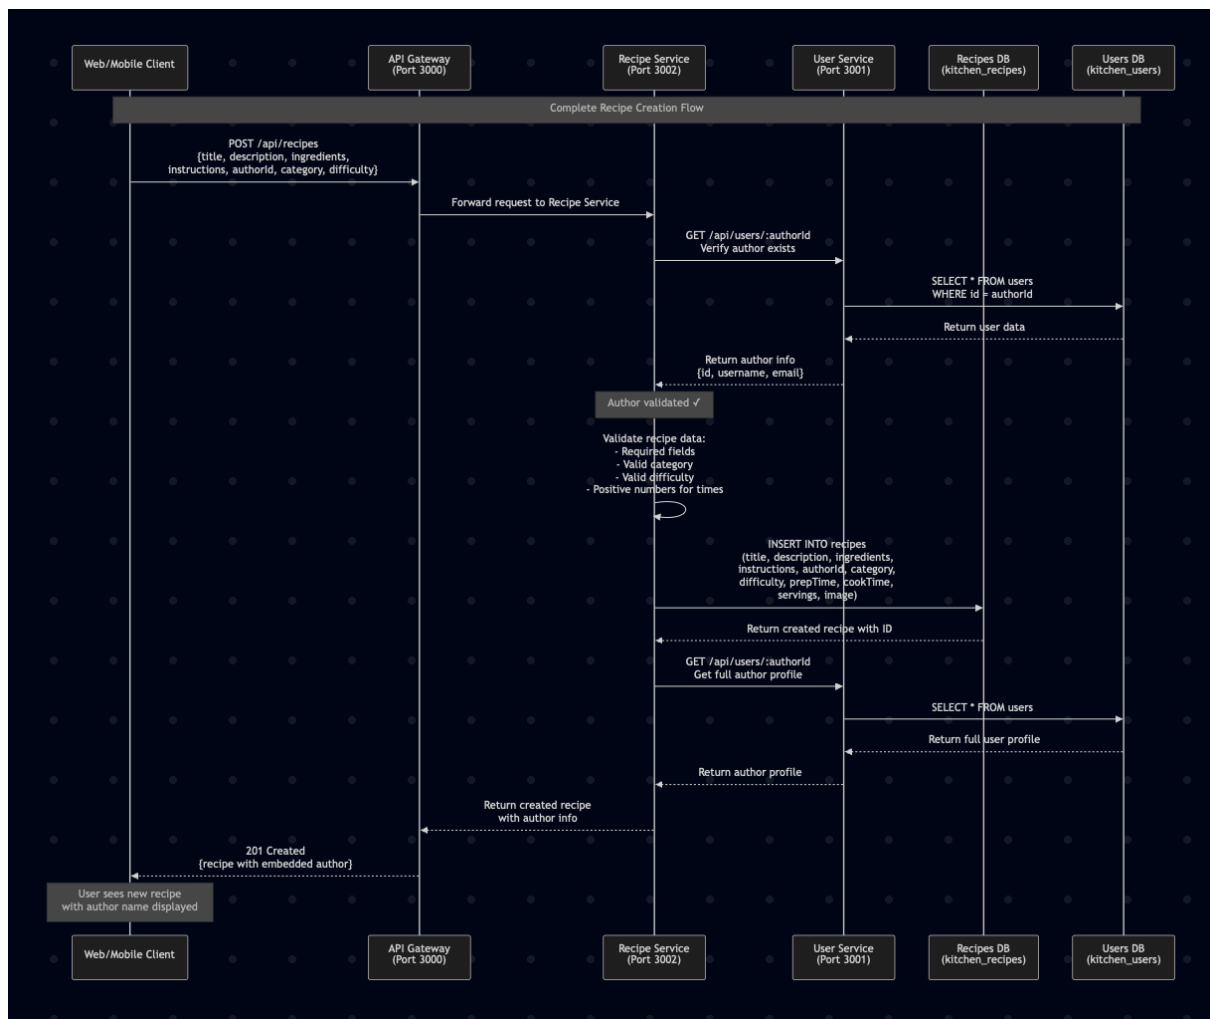 Web/Mobile Client
API Gateway
(Port 3000)
Recipe Service
(Port 3002)
User Service
(Port 3001)
Recipes DB
(kitchen_recipes)
Users DB
(kitchen_users)
Complete Recipe Creation Flow
POST /api/recipes
{title, description, ingredients,
instructions, authorId, category, difficulty}
Forward request to Recipe Service
GET /api/users/:authorId
Verify author exists
SELECT * FROM users
WHERE id = authorId
Return user data
Return author info
{id, username, email}
Author validated ✓
Validate recipe data:
- Required fields
- Valid category
- Valid difficulty
- Positive numbers for times
INSERT INTO recipes
(title, description, ingredients,
instructions, authorId, category,
difficulty, prepTime, cookTime,
servings, image)
Return created recipe with ID
GET /api/users/:authorId
Get full author profile
SELECT * FROM users
Return full user profile
Return author profile
Return created recipe
with author info
201 Created
{recipe with embedded author}
User sees new recipe
with author name displayed
Web/Mobile Client
API Gateway
(Port 3000)
Recipe Service
(Port 3002)
User Service
(Port 3001)
Recipes DB
(kitchen_recipes)
Users DB
(kitchen_users)